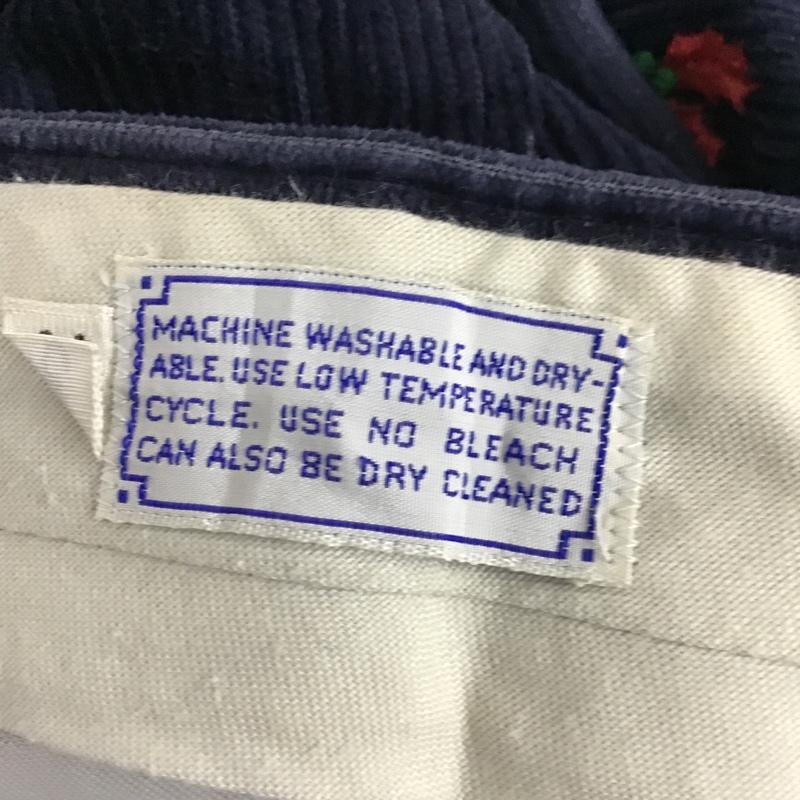 MACHINE WASHABLE AND DRY-
ABLE. USE LOW TEMPERATURE
CYCLE. USE NO BLEACH
CAN ALSO BE DRY CLEANED